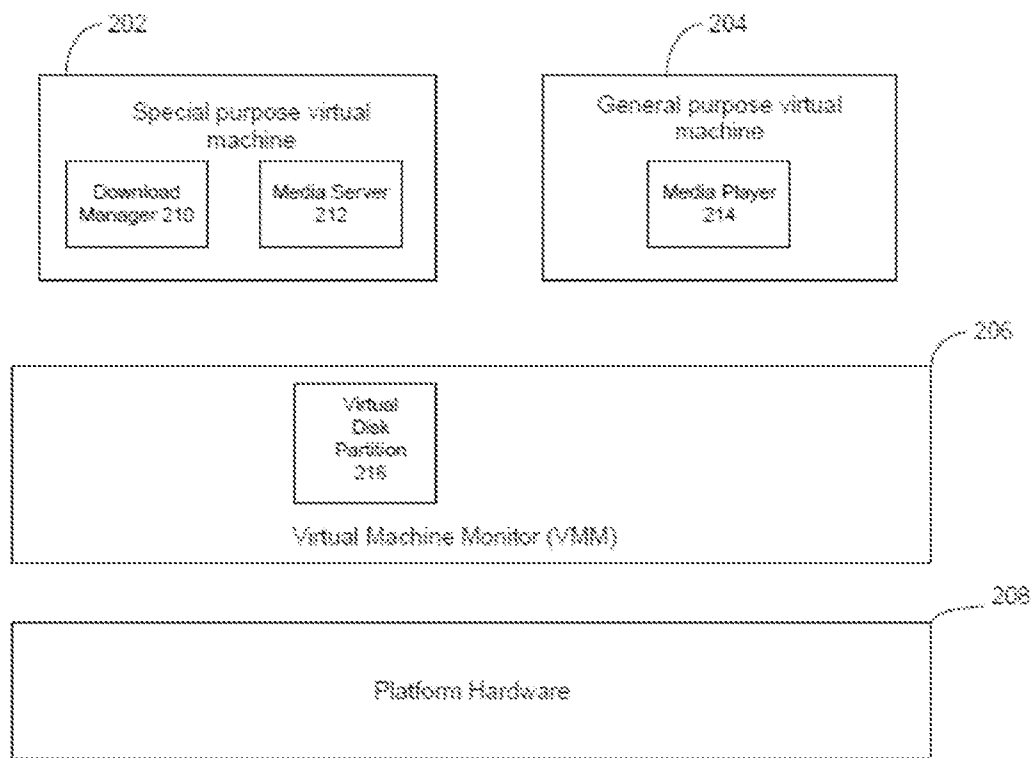 202
204
Special purpose virtual
machine
General purpose virtual
machine
Download
Manager 210
Media Server
212
Media Player
214
206
Virtual
Disk
Partition
216
Virtual Machine Monitor (VMM)
208
Platform Hardware